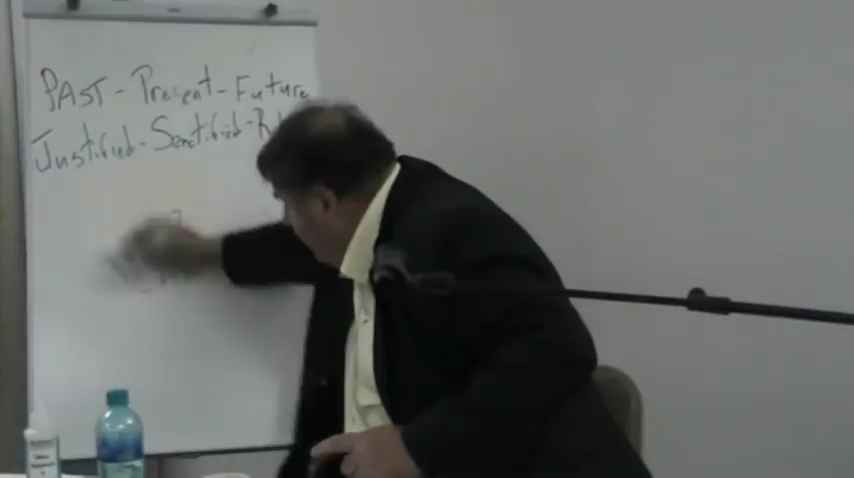 PAST - Present - Future
Justified - Sanctified - R